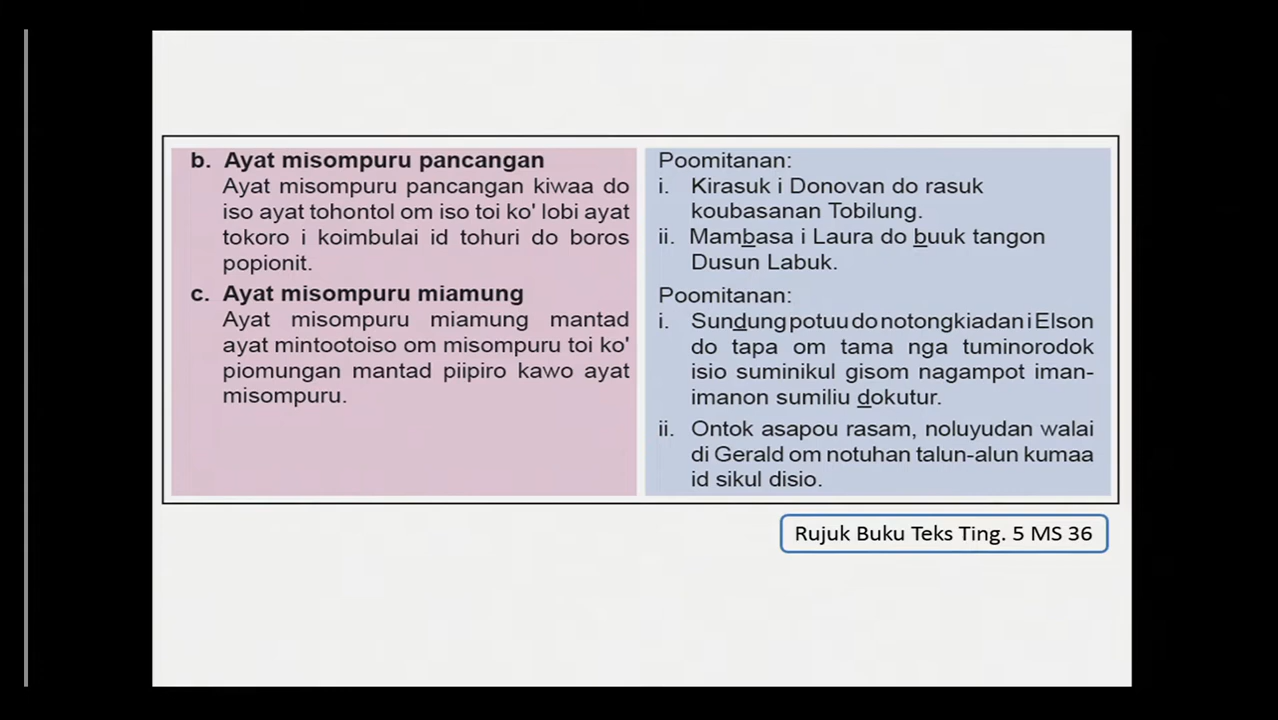 b. Ayat misompuru pancangan
Ayat misompuru pancangan kiwaa do
iso ayat tohontol om iso toi ko' lobi ayat
tokoro i koimbulai id tohuri do boros
popionit.
c. Ayat misompuru miamung
Ayat misompuru miamung mantad
ayat mintootoiso om misompuru toi ko'
piomungan mantad piipiro kawo ayat
misompuru.
Poomitanan:
i. Kirasuk i Donovan do rasuk
koubasanan Tobilung.
ii. Mambasa i Laura do buuk tangon
Dusun Labuk.
Poomitanan:
i. Sundung potuu do notongkiadan i Elson
do tapa om tama nga tuminorodok
isio suminikul gisom nagampot iman-
imanon sumiliu dokutur.
ii. Ontok asapou rasam, noluyudan walai
di Gerald om notuhan talun-alun kumaa
id sikul disio.
Rujuk Buku Teks Ting. 5 MS 36